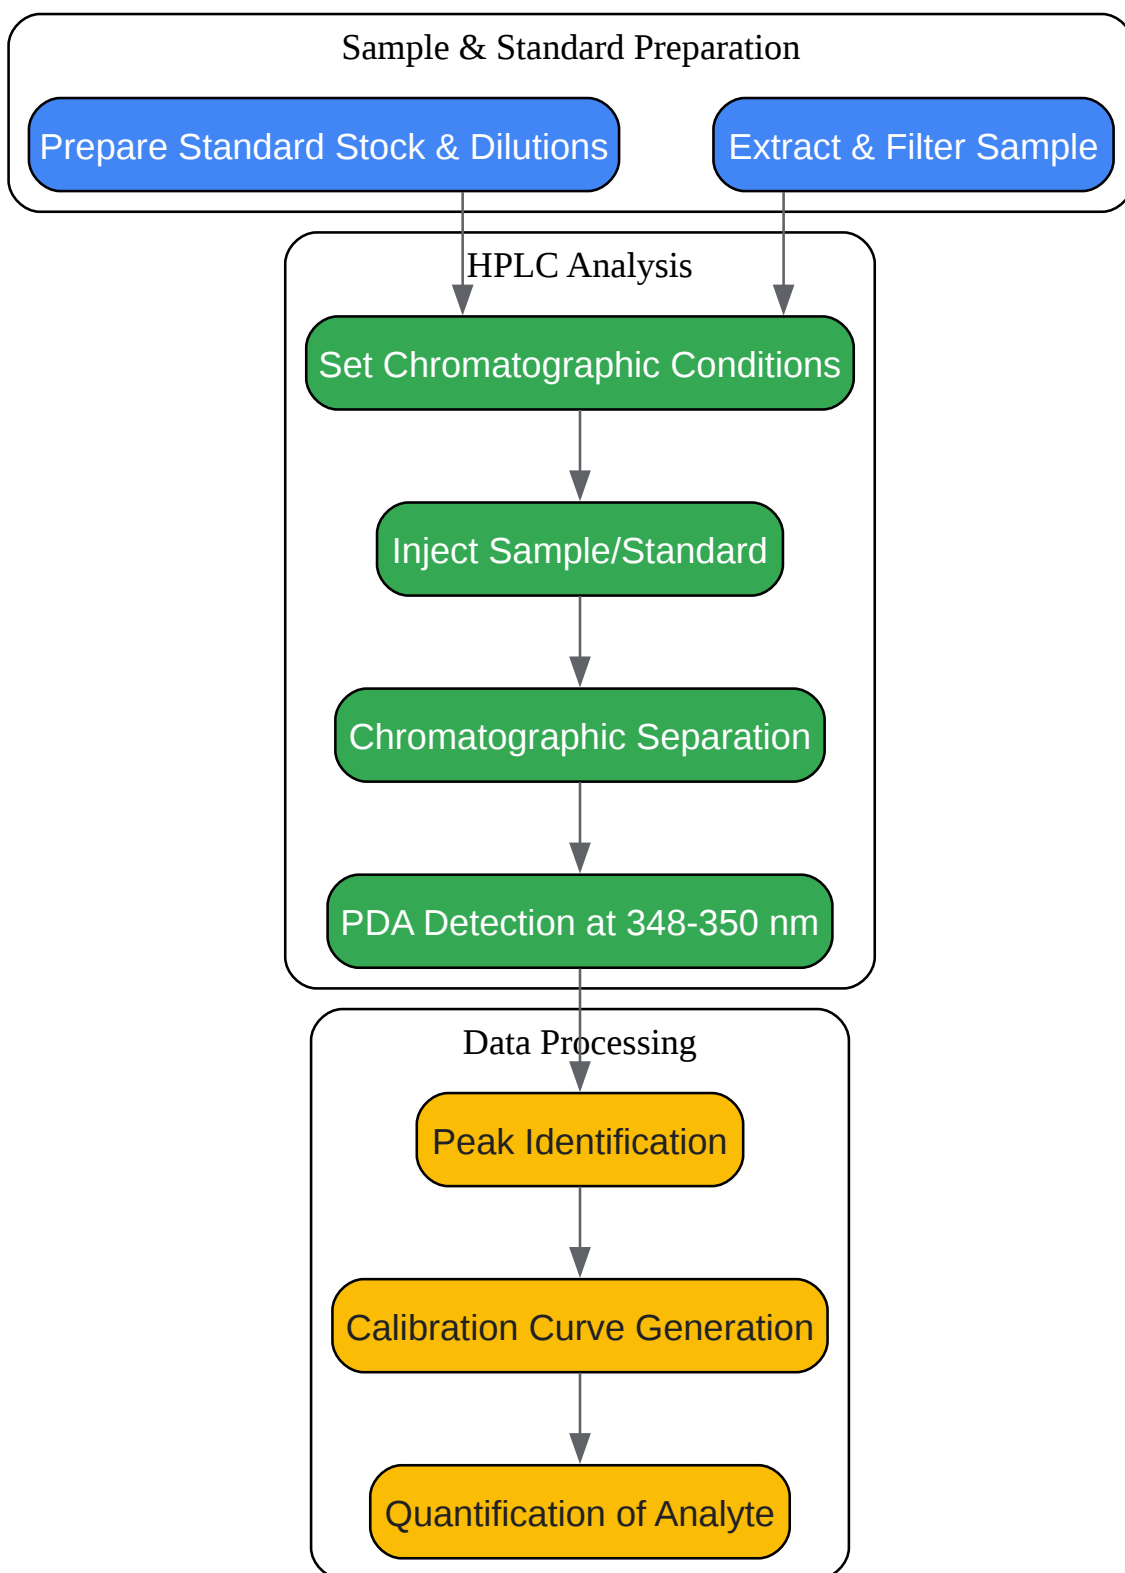 Sample & Standard Preparation
Prepare Standard Stock & Dilutions
Extract & Filter Sample
HPLC Analysis
Set Chromatographic Conditions
Inject Sample/Standard
Chromatographic Separation
PDA Detection at 348-350 nm
Data Processing
Peak Identification
Calibration Curve Generation
Quantification of Analyte